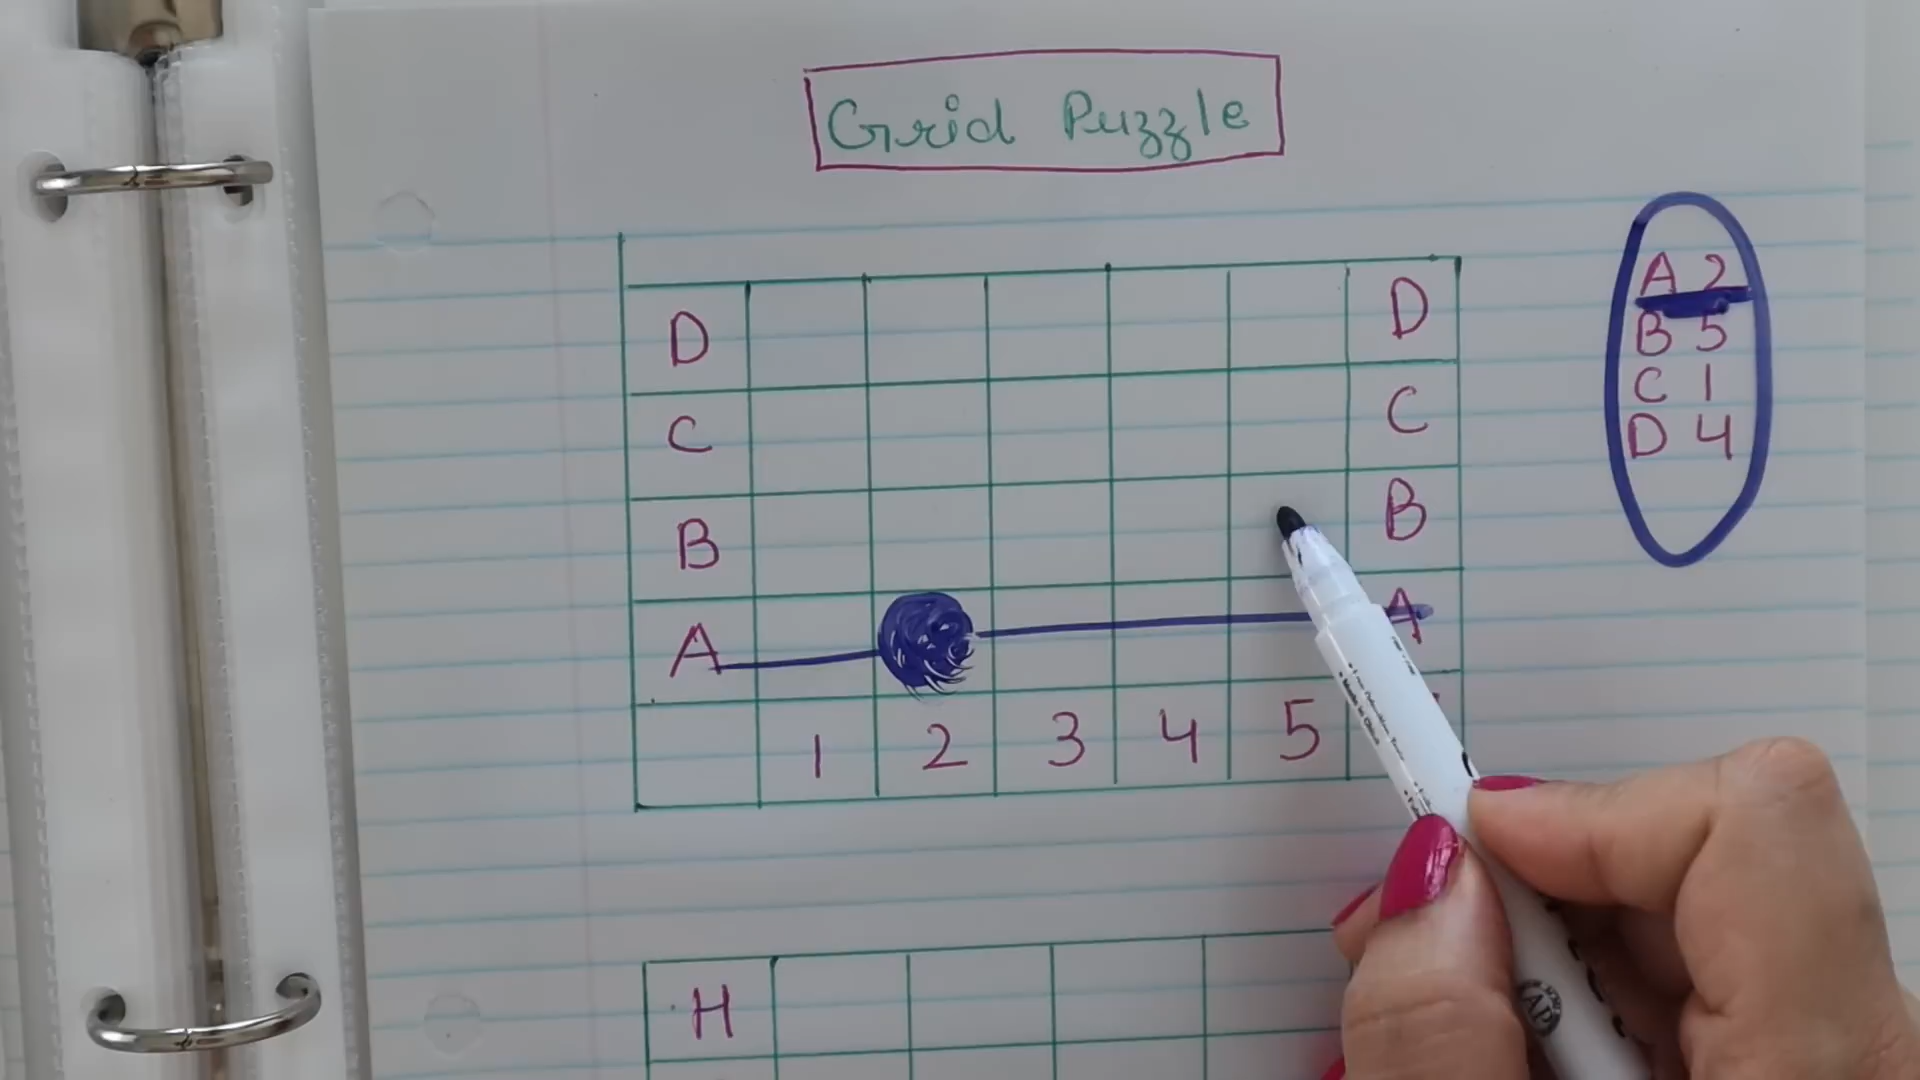 Grid Puzzle
A 2
B 5
C 1
D 4
D D
C C
B B
A A
1 2 3 4 5
H